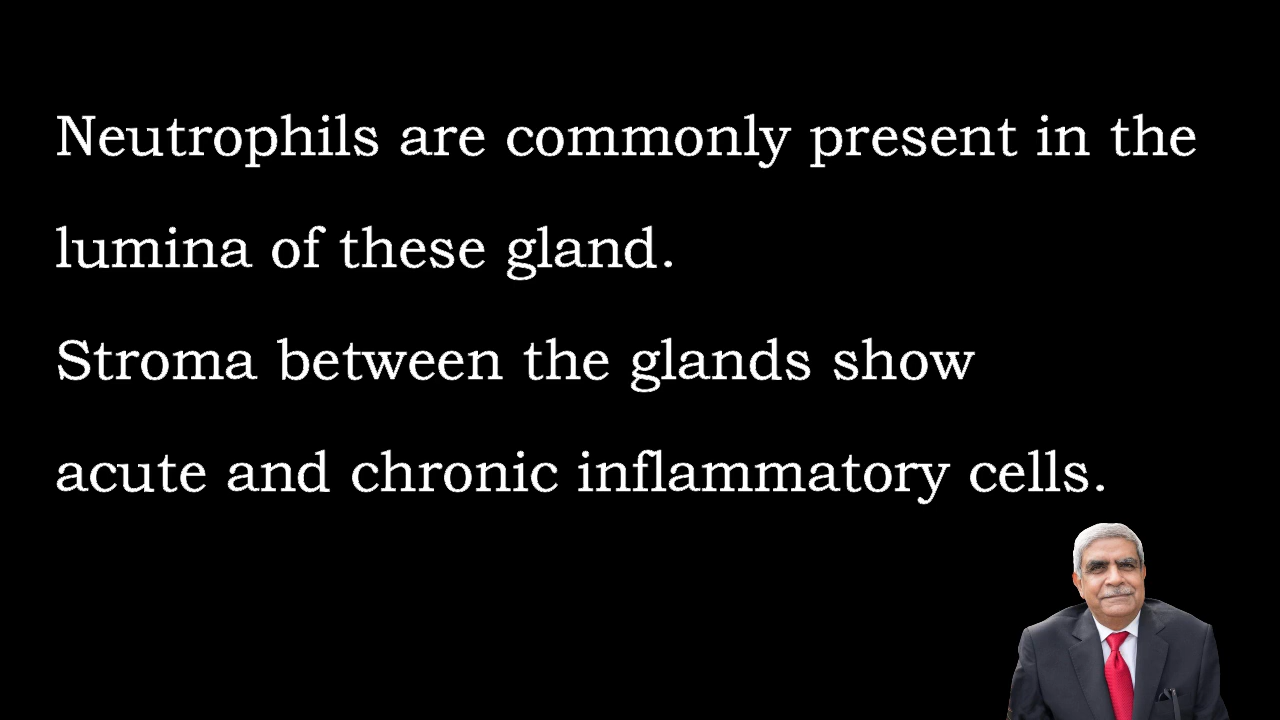 Neutrophils are commonly present in the
lumina of these gland.
Stroma between the glands show
acute and chronic inflammatory cells.